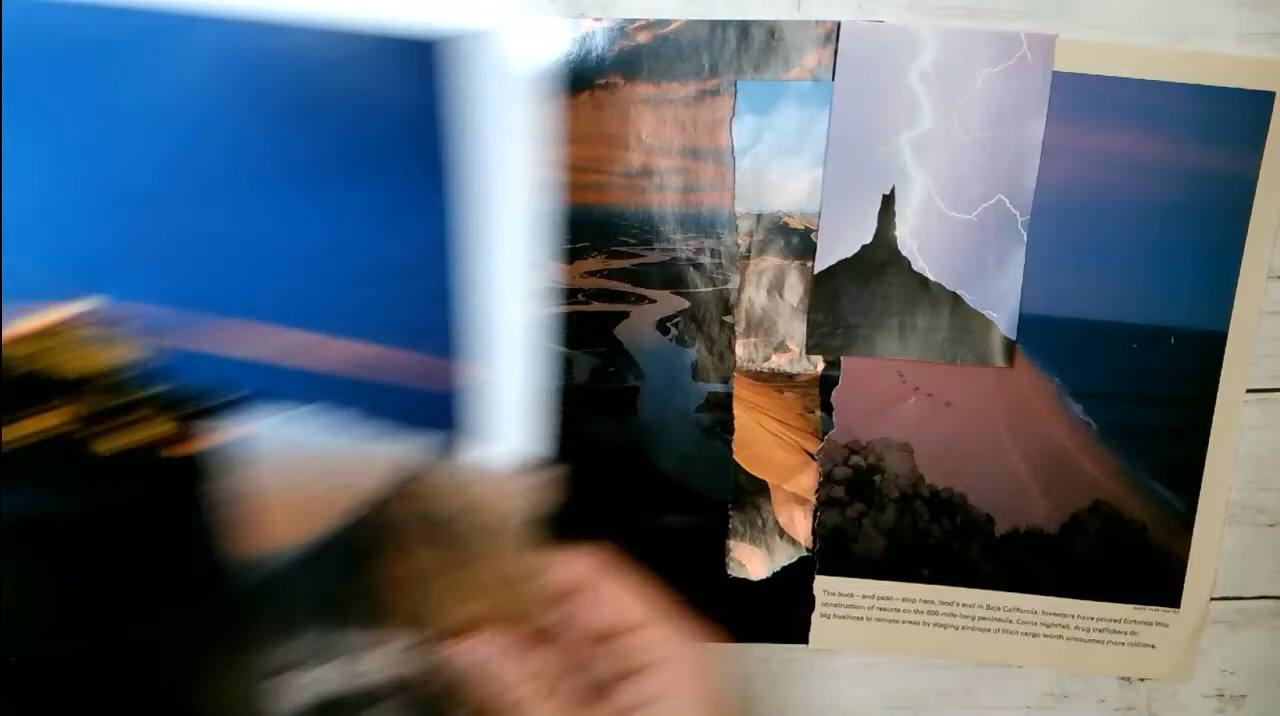 The buck—and peso—stop here, land's end in Baja California. Investors have poured fortunes into
construction of resorts on the 800-mile-long peninsula. Come nightfall, drug traffickers do
big business in remote areas by staging airdrops of illicit cargo worth uncounted more millions.